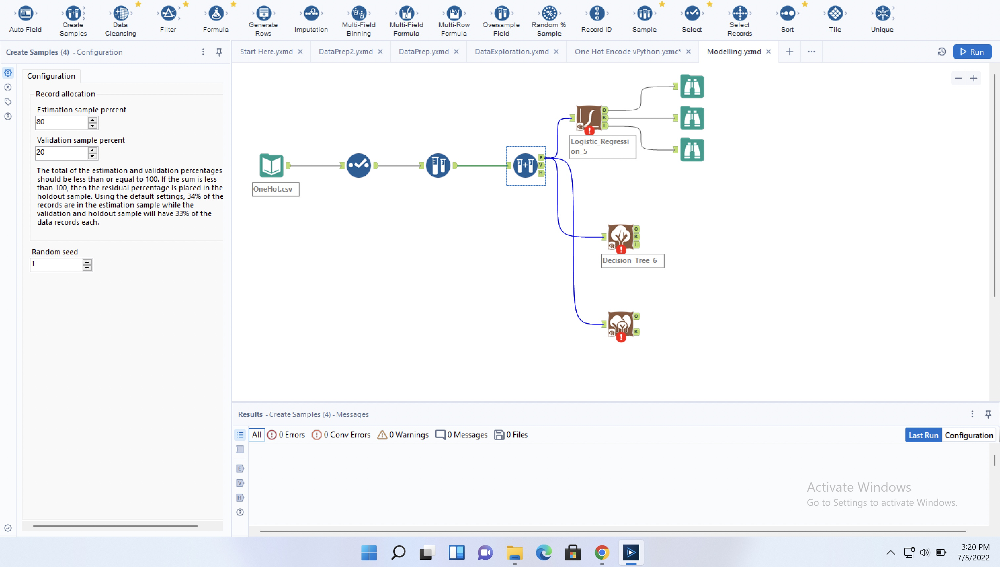 Auto Field
Create
Samples
Data
Cleansing
Filter
Formula
Generate
Rows
Imputation
Multi-Field
Binning
Multi-Field
Formula
Multi-Row
Formula
Oversample
Field
Random %
Sample
Record ID
Sample
Select
Select
Records
Sort
Tile
Unique
Create Samples (4) - Configuration
Start Here.yxmd
DataPrep2.yxmd
DataPrep.yxmd
DataExploration.yxmd
One Hot Encode vPython.yxmc*
Modelling.yxmd
Run
Configuration
Record allocation
Estimation sample percent
80
Validation sample percent
20
The total of the estimation and validation percentages
should be less than or equal to 100. If the sum is less
than 100, then the residual percentage is placed in the
holdout sample. Using the default settings, 34% of the
records are in the estimation sample while the
validation and holdout sample will have 33% of the
data records each.
Random seed
1
OneHot.csv
E
V
H
O
R
I
Logistic_Regressi
on_5
O
R
I
Decision_Tree_6
O
R
Results - Create Samples (4) - Messages
All
0 Errors
0 Conv Errors
0 Warnings
0 Messages
0 Files
Last Run
Configuration
E
V
H
Activate Windows
Go to Settings to activate Windows.
3:20 PM
7/5/2022